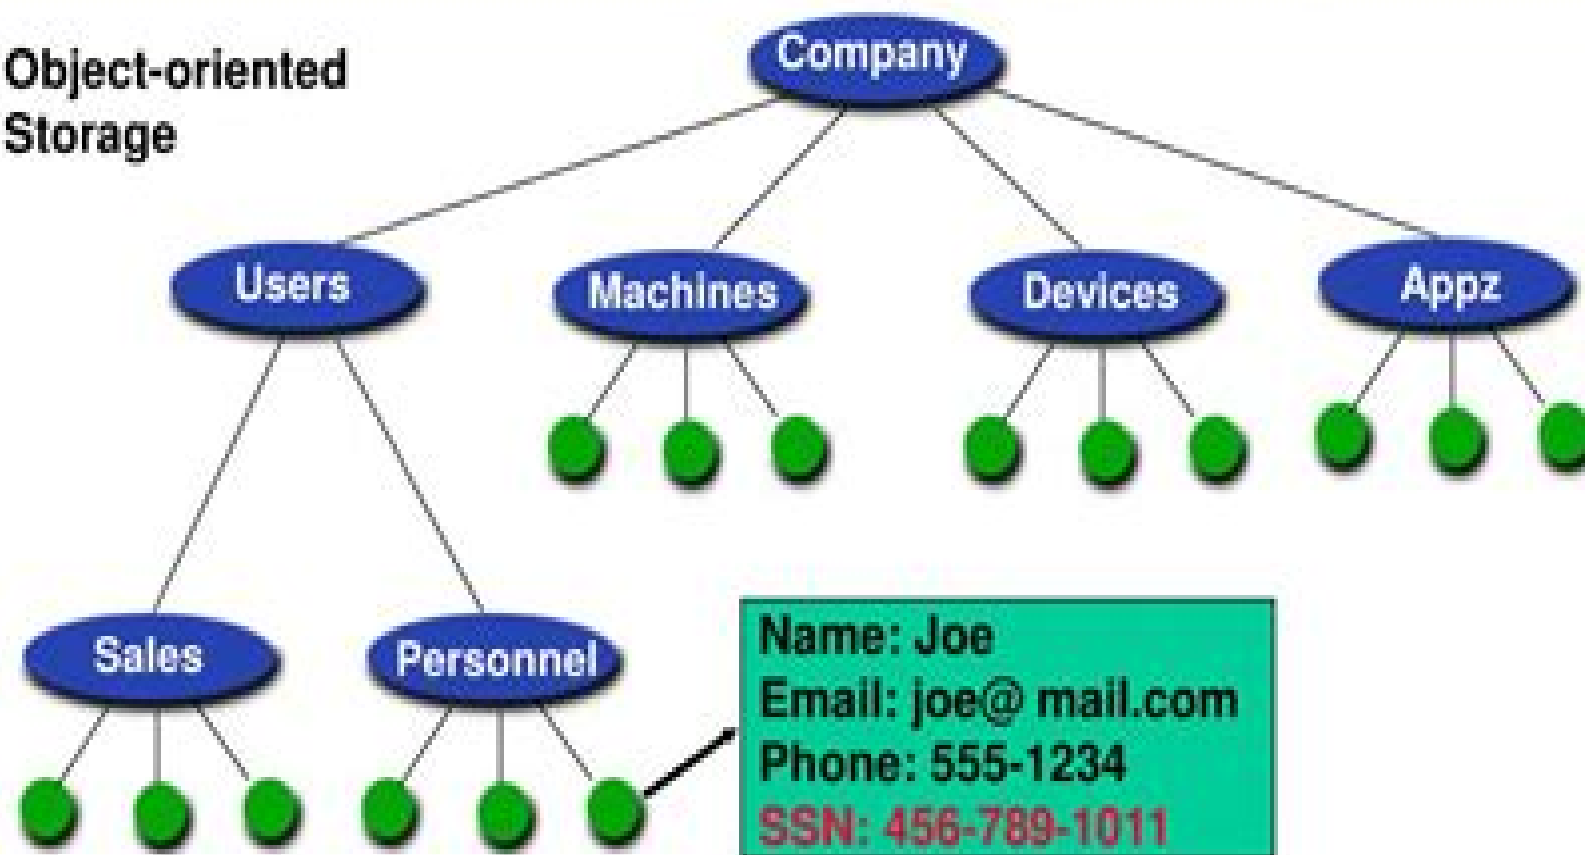 Object-oriented
Storage
Company
Users
Machines
Devices
Appz
Sales
Personnel
Name: Joe
Email: joe@ mail.com
Phone: 555-1234
SSN: 456-789-1011